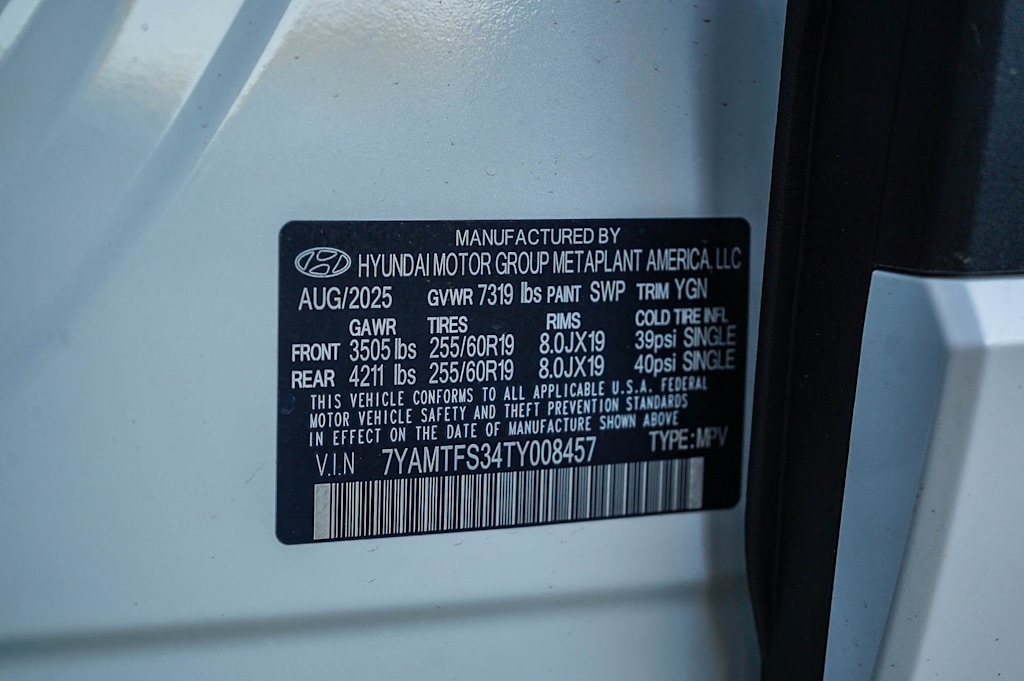 MANUFACTURED BY
HYUNDAI MOTOR GROUP METAPLANT AMERICA, LLC
AUG/2025 GVWR 7319 lbs PAINT SWP TRIM YGN
GAWR TIRES RIMS COLD TIRE INFL
FRONT 3505 lbs 255/60R19 8.0JX19 39psi SINGLE
REAR 4211 lbs 255/60R19 8.0JX19 40psi SINGLE
THIS VEHICLE CONFORMS TO ALL APPLICABLE U.S.A. FEDERAL
MOTOR VEHICLE SAFETY AND THEFT PREVENTION STANDARDS
IN EFFECT ON THE DATE OF MANUFACTURE SHOWN ABOVE
V.I.N 7YAMTFS34TY008457 TYPE: MPV